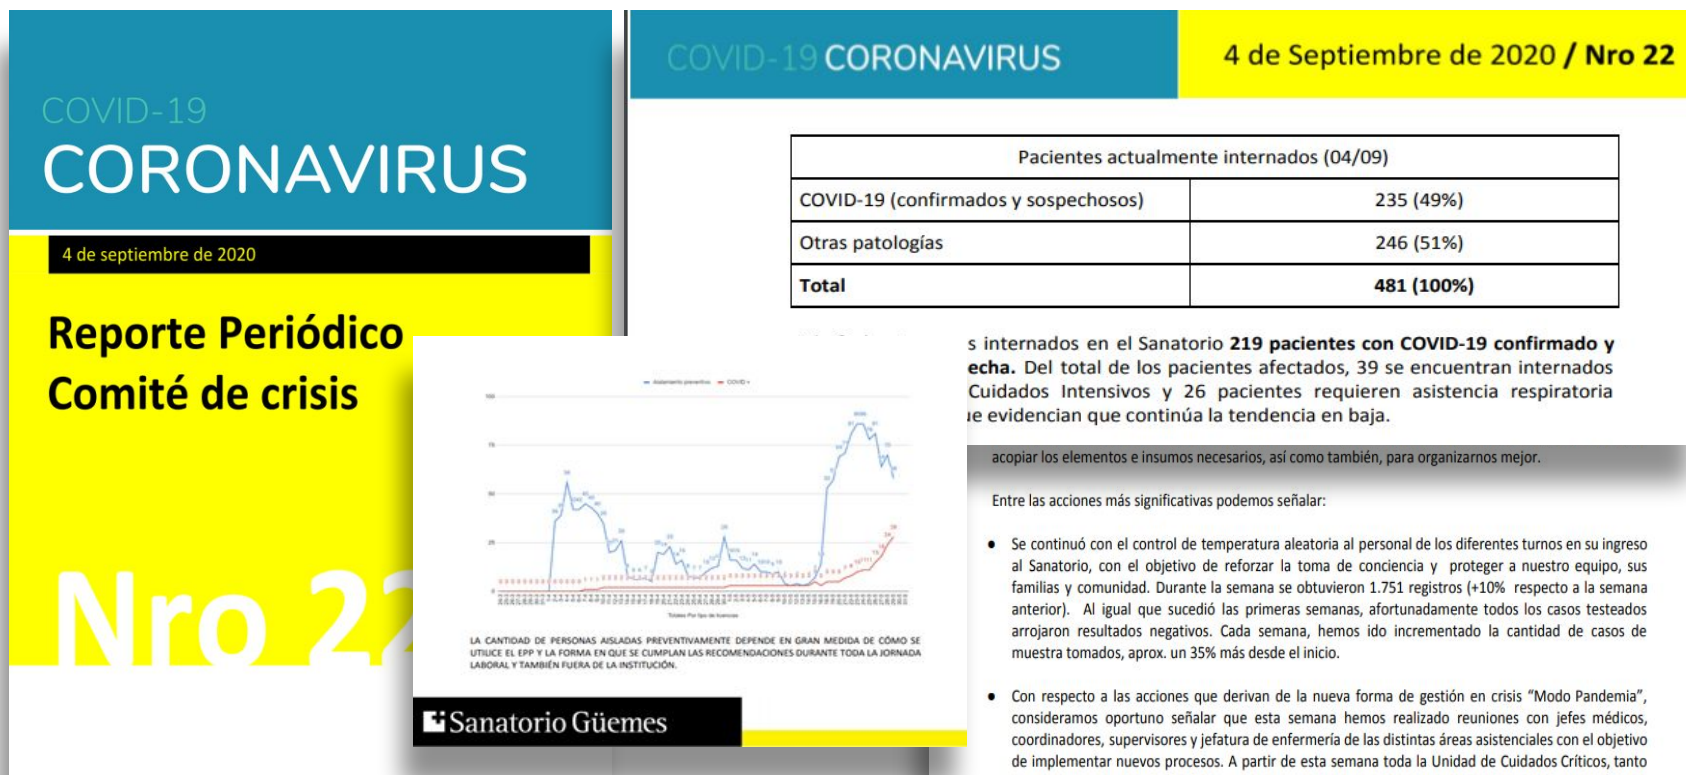 COVID-19
CORONAVIRUS
4 de septiembre de 2020
Reporte Periódico
Comité de crisis
Nro 22
COVID-19 CORONAVIRUS
4 de Septiembre de 2020 / Nro 22
Pacientes actualmente internados (04/09)
COVID-19 (confirmados y sospechosos) 235 (49%)
Otras patologías 246 (51%)
Total 481 (100%)
s internados en el Sanatorio 219 pacientes con COVID-19 confirmado y
echa. Del total de los pacientes afectados, 39 se encuentran internados
Cuidados Intensivos y 26 pacientes requieren asistencia respiratoria
ue evidencian que continúa la tendencia en baja.
Aislamiento preventivo COVID +
100
75
50
25
0
Totales Por tipo de licencias
LA CANTIDAD DE PERSONAS AISLADAS PREVENTIVAMENTE DEPENDE EN GRAN MEDIDA DE CÓMO SE
UTILICE EL EPP Y LA FORMA EN QUE SE CUMPLAN LAS RECOMENDACIONES DURANTE TODA LA JORNADA
LABORAL Y TAMBIÉN FUERA DE LA INSTITUCIÓN.
Sanatorio Güemes
acopiar los elementos e insumos necesarios, así como también, para organizarnos mejor.
Entre las acciones más significativas podemos señalar:
● Se continuó con el control de temperatura aleatoria al personal de los diferentes turnos en su ingreso
al Sanatorio, con el objetivo de reforzar la toma de conciencia y proteger a nuestro equipo, sus
familias y comunidad. Durante la semana se obtuvieron 1.751 registros (+10% respecto a la semana
anterior). Al igual que sucedió las primeras semanas, afortunadamente todos los casos testeados
arrojaron resultados negativos. Cada semana, hemos ido incrementado la cantidad de casos de
muestra tomados, aprox. un 35% más desde el inicio.
● Con respecto a las acciones que derivan de la nueva forma de gestión en crisis “Modo Pandemia”,
consideramos oportuno señalar que esta semana hemos realizado reuniones con jefes médicos,
coordinadores, supervisores y jefatura de enfermería de las distintas áreas asistenciales con el objetivo
de implementar nuevos procesos. A partir de esta semana toda la Unidad de Cuidados Críticos, tanto